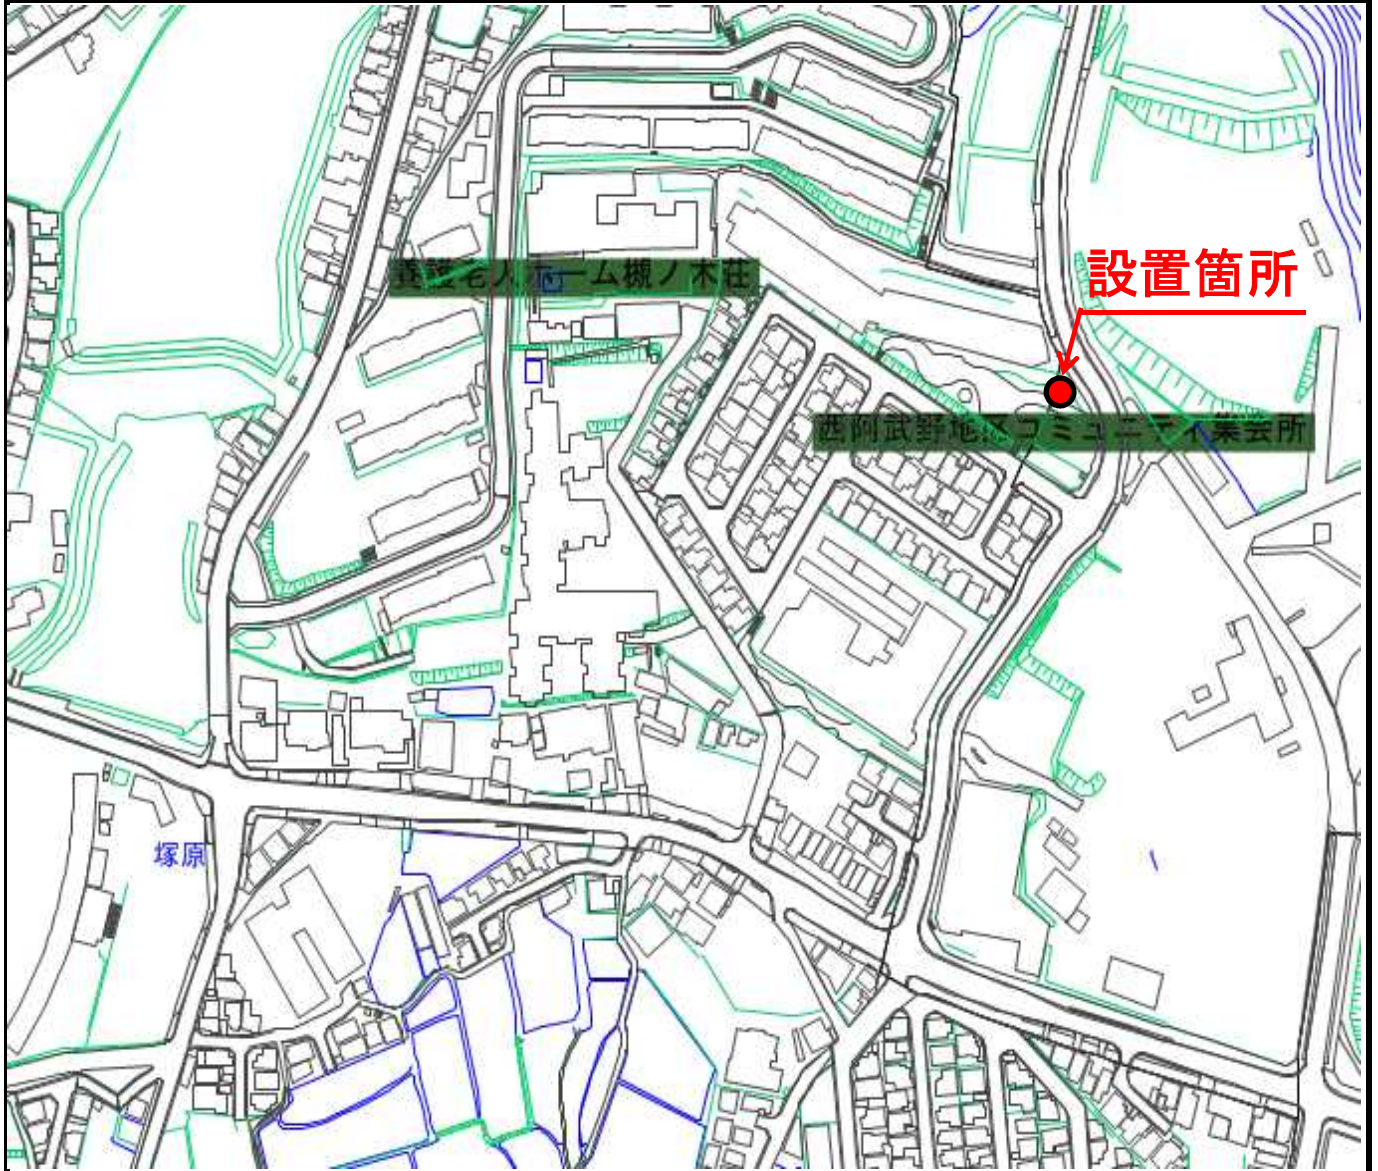 設置箇所
養護老人ホーム槻ノ木荘
西阿武野地区コミュニティ集会所
塚原